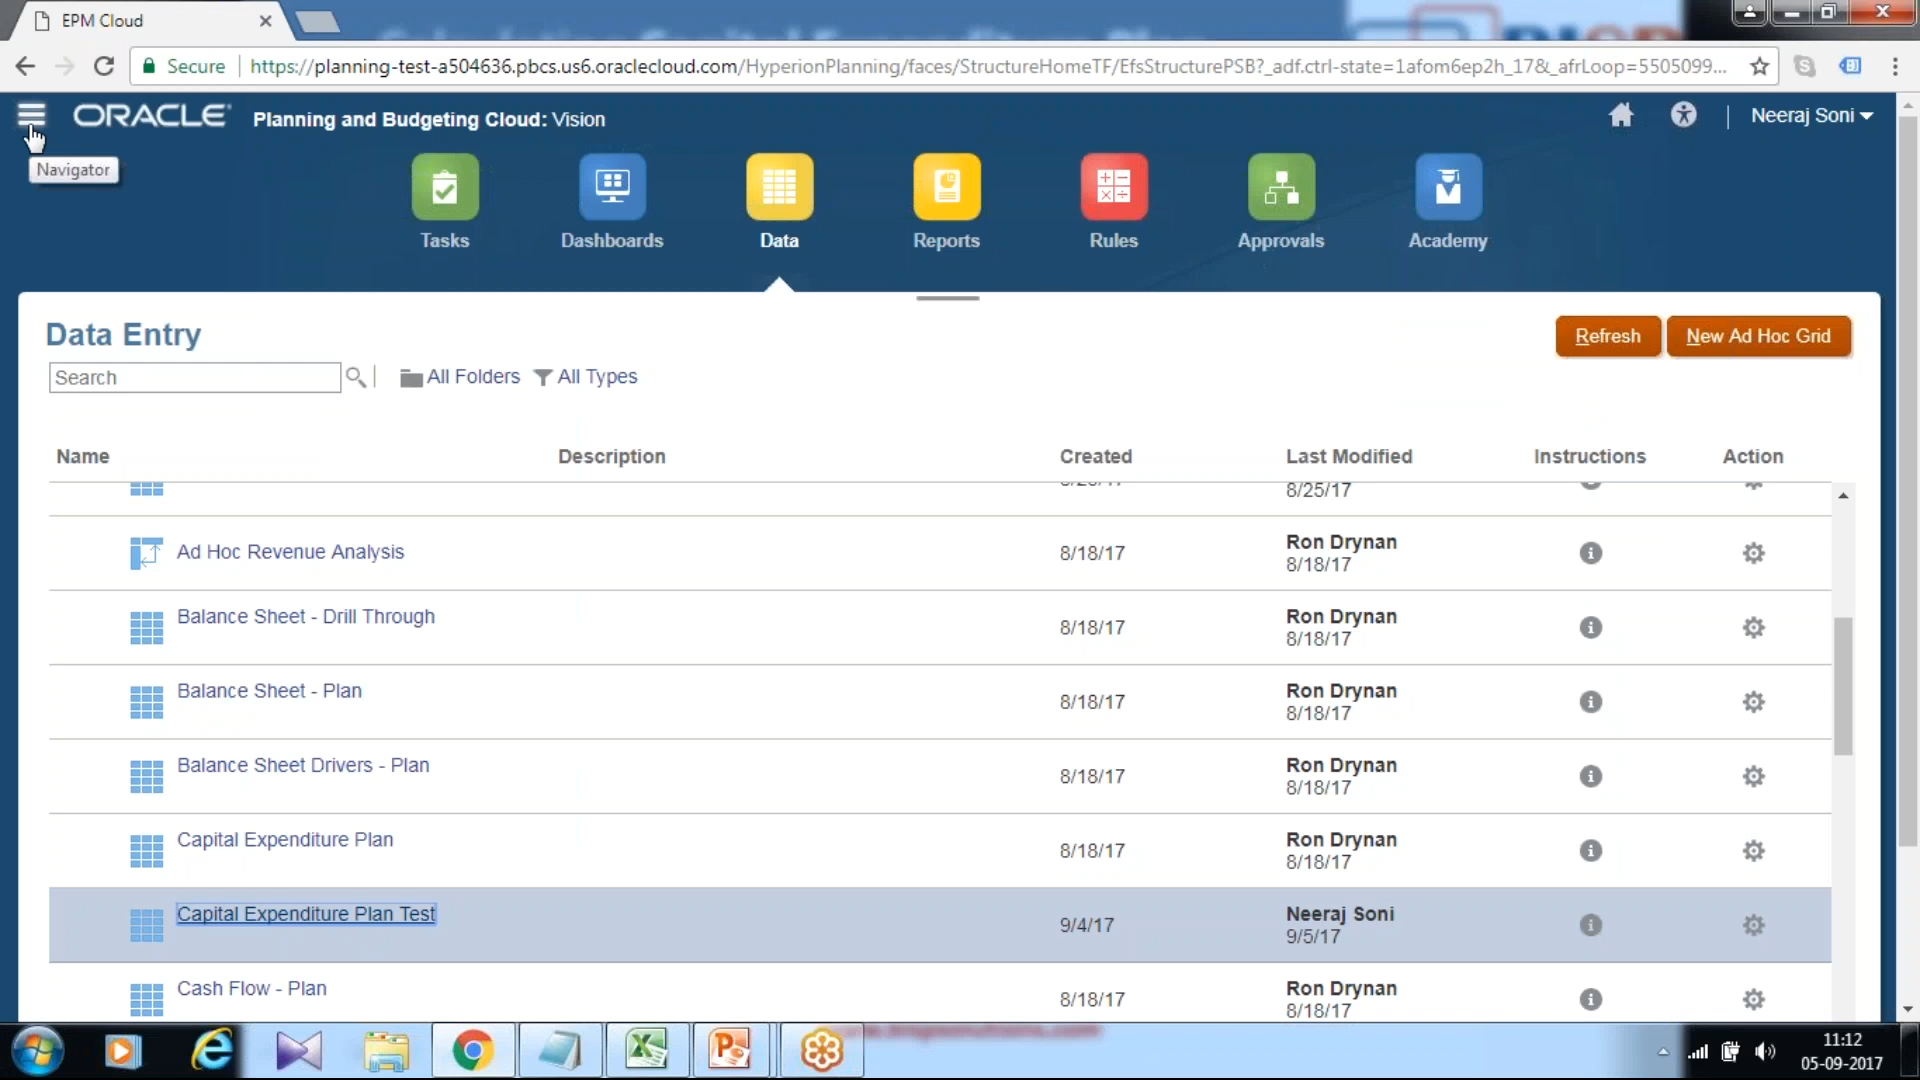 EPM Cloud
Secure https://planning-test-a504636.pbcs.us6.oraclecloud.com/HyperionPlanning/faces/StructureHomeTF/EfsStructurePSB?_adf.ctrl-state=1afom6ep2h_17&_afrLoop=5505099...
ORACLE Planning and Budgeting Cloud: Vision Neeraj Soni
Navigator
Tasks Dashboards Data Reports Rules Approvals Academy
Data Entry
Refresh New Ad Hoc Grid
Search All Folders All Types
Name Description Created Last Modified Instructions Action
8/25/17
Ad Hoc Revenue Analysis 8/18/17 Ron Drynan
8/18/17
Balance Sheet - Drill Through 8/18/17 Ron Drynan
8/18/17
Balance Sheet - Plan 8/18/17 Ron Drynan
8/18/17
Balance Sheet Drivers - Plan 8/18/17 Ron Drynan
8/18/17
Capital Expenditure Plan 8/18/17 Ron Drynan
8/18/17
Capital Expenditure Plan Test 9/4/17 Neeraj Soni
9/5/17
Cash Flow - Plan 8/18/17 Ron Drynan
8/18/17
11:12
05-09-2017